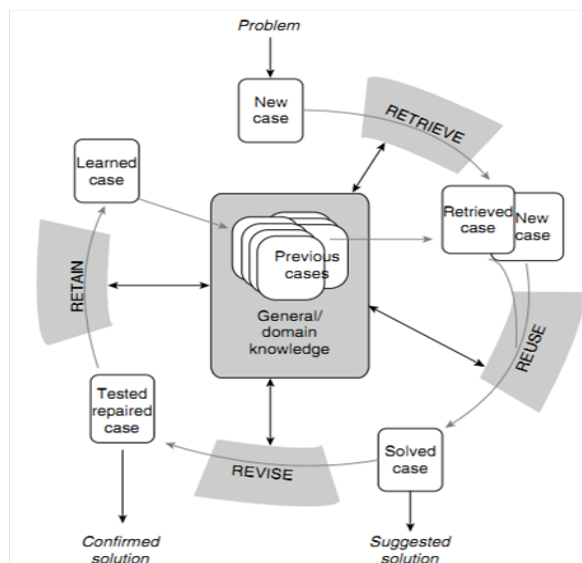 Problem
New
case
RETRIEVE
Learned
case
Retrieved
case
New
case
Previous
cases
General/
domain
knowledge
RETAIN
REUSE
Tested
repaired
case
REVISE
Solved
case
Confirmed
solution
Suggested
solution